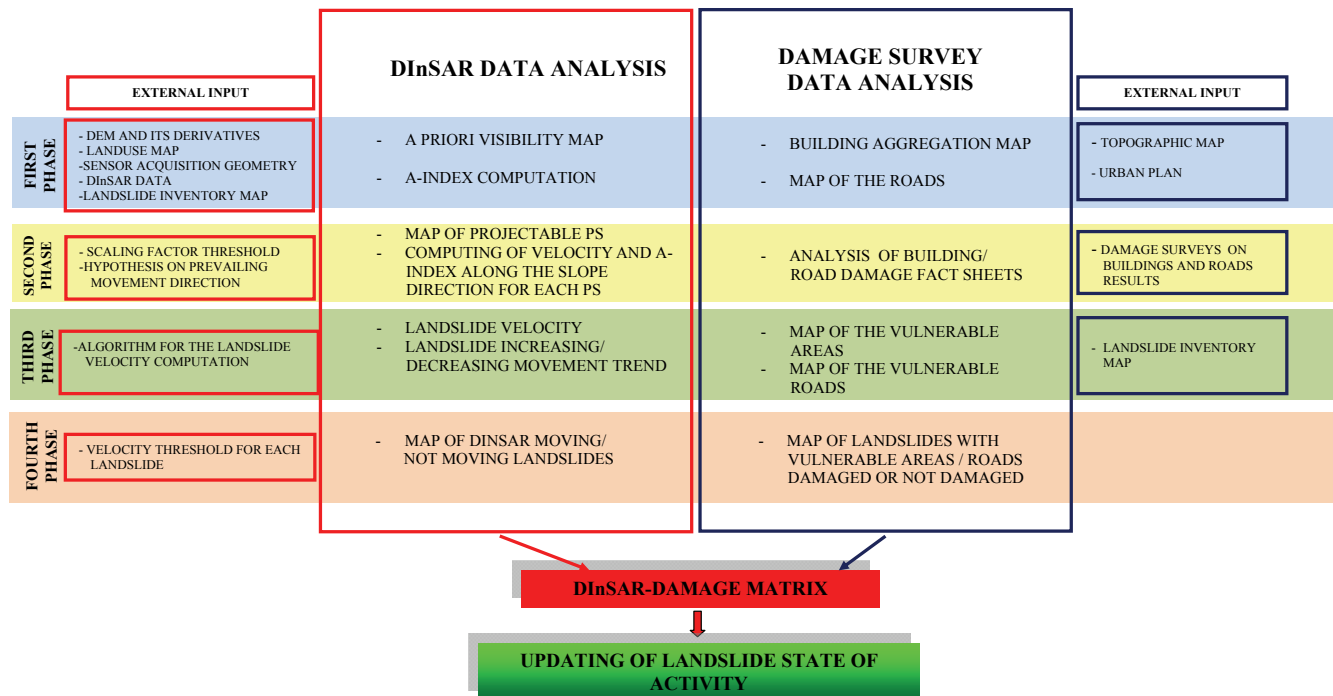 DInSAR DATA ANALYSIS
DAMAGE SURVEY
DATA ANALYSIS
EXTERNAL INPUT
EXTERNAL INPUT
FIRST
PHASE
- DEM AND ITS DERIVATIVES
- LANDUSE MAP
-SENSOR ACQUISITION GEOMETRY
- DInSAR DATA
-LANDSLIDE INVENTORY MAP
- A PRIORI VISIBILITY MAP
- A-INDEX COMPUTATION
- BUILDING AGGREGATION MAP
- MAP OF THE ROADS
- TOPOGRAPHIC MAP
- URBAN PLAN
SECOND
PHASE
- SCALING FACTOR THRESHOLD
-HYPOTHESIS ON PREVAILING
MOVEMENT DIRECTION
- MAP OF PROJECTABLE PS
- COMPUTING OF VELOCITY AND A-
INDEX ALONG THE SLOPE
DIRECTION FOR EACH PS
- ANALYSIS OF BUILDING/
ROAD DAMAGE FACT SHEETS
- DAMAGE SURVEYS ON
BUILDINGS AND ROADS
RESULTS
THIRD
PHASE
-ALGORITHM FOR THE LANDSLIDE
VELOCITY COMPUTATION
- LANDSLIDE VELOCITY
- LANDSLIDE INCREASING/
DECREASING MOVEMENT TREND
- MAP OF THE VULNERABLE
AREAS
- MAP OF THE VULNERABLE
ROADS
- LANDSLIDE INVENTORY
MAP
FOURTH
PHASE
- VELOCITY THRESHOLD FOR EACH
LANDSLIDE
- MAP OF DINSAR MOVING/
NOT MOVING LANDSLIDES
- MAP OF LANDSLIDES WITH
VULNERABLE AREAS / ROADS
DAMAGED OR NOT DAMAGED
DInSAR-DAMAGE MATRIX
UPDATING OF LANDSLIDE STATE OF
ACTIVITY